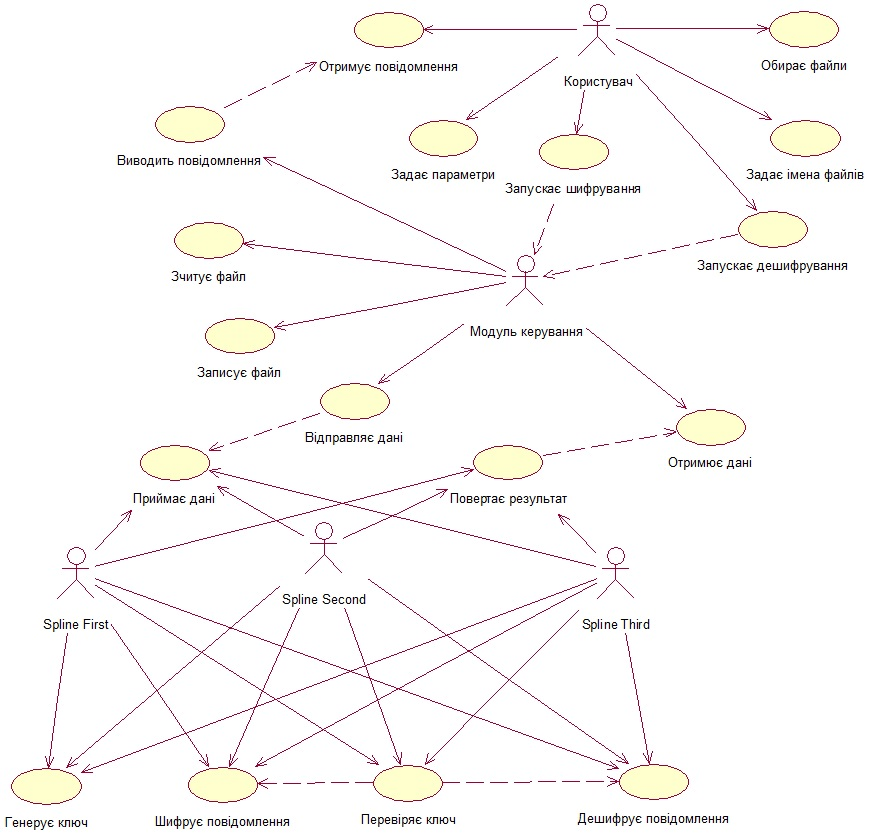 Отримує повідомлення
Обирає файли
Користувач
Виводить повідомлення
Задає параметри
Запускає шифрування
Задає імена файлів
Зчитує файл
Запускає дешифрування
Модуль керування
Записує файл
Відправляє дані
Отримює дані
Приймає дані
Повертає результат
Spline Second
Spline First
Spline Third
Генерує ключ
Шифрує повідомлення
Перевіряє ключ
Дешифрує повідомлення